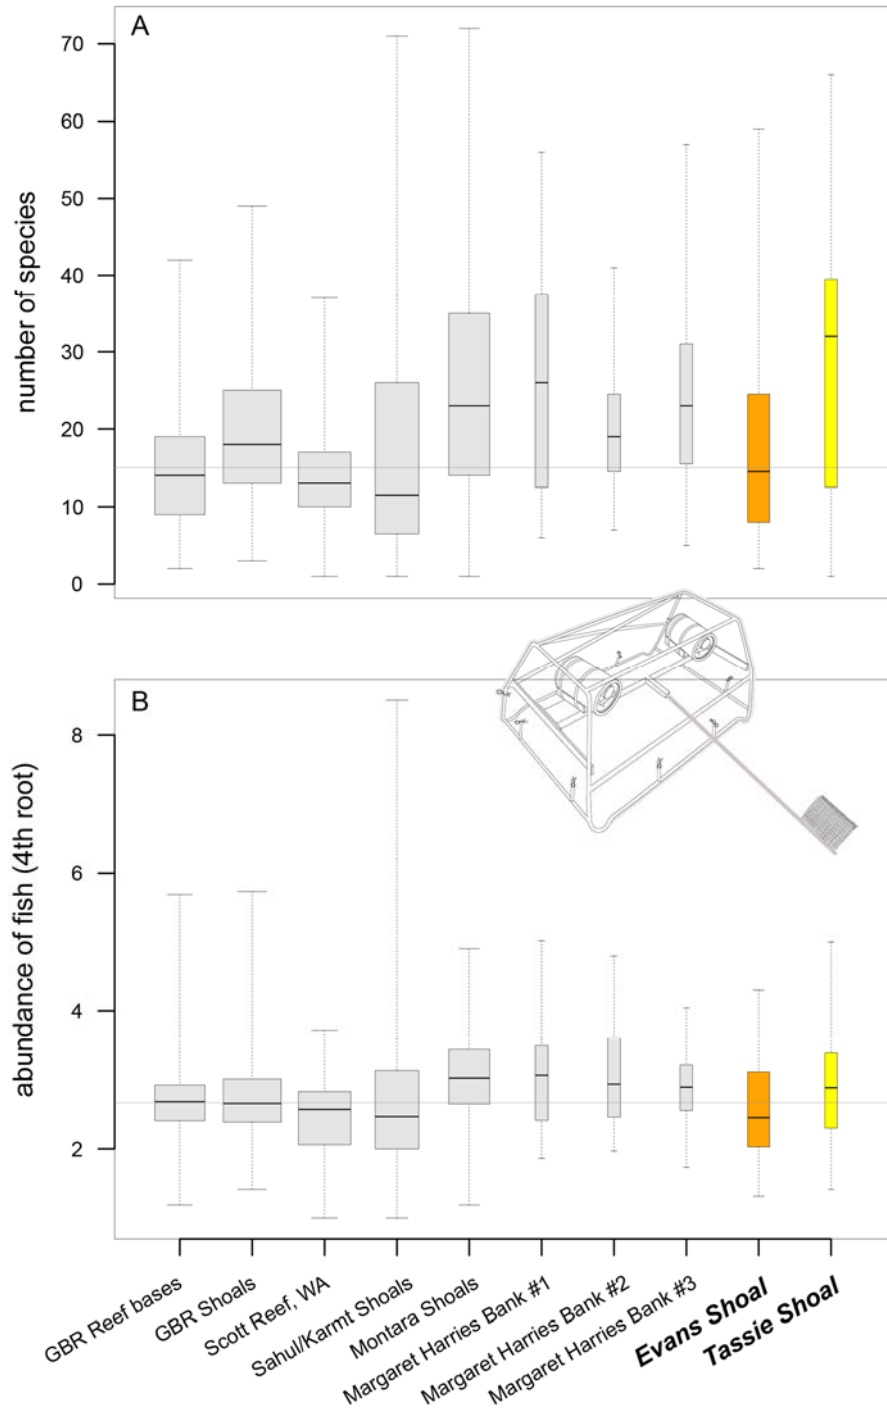 A
number of species
70
60
50
40
30
20
10
0
B
abundance of fish (4th root)
8
6
4
2
GBR Reef bases
GBR Shoals
Scott Reef, WA
Sahul/Karmt Shoals
Montara Shoals
Margaret Harries Bank #1
Margaret Harries Bank #2
Margaret Harries Bank #3
Evans Shoal
Tassie Shoal